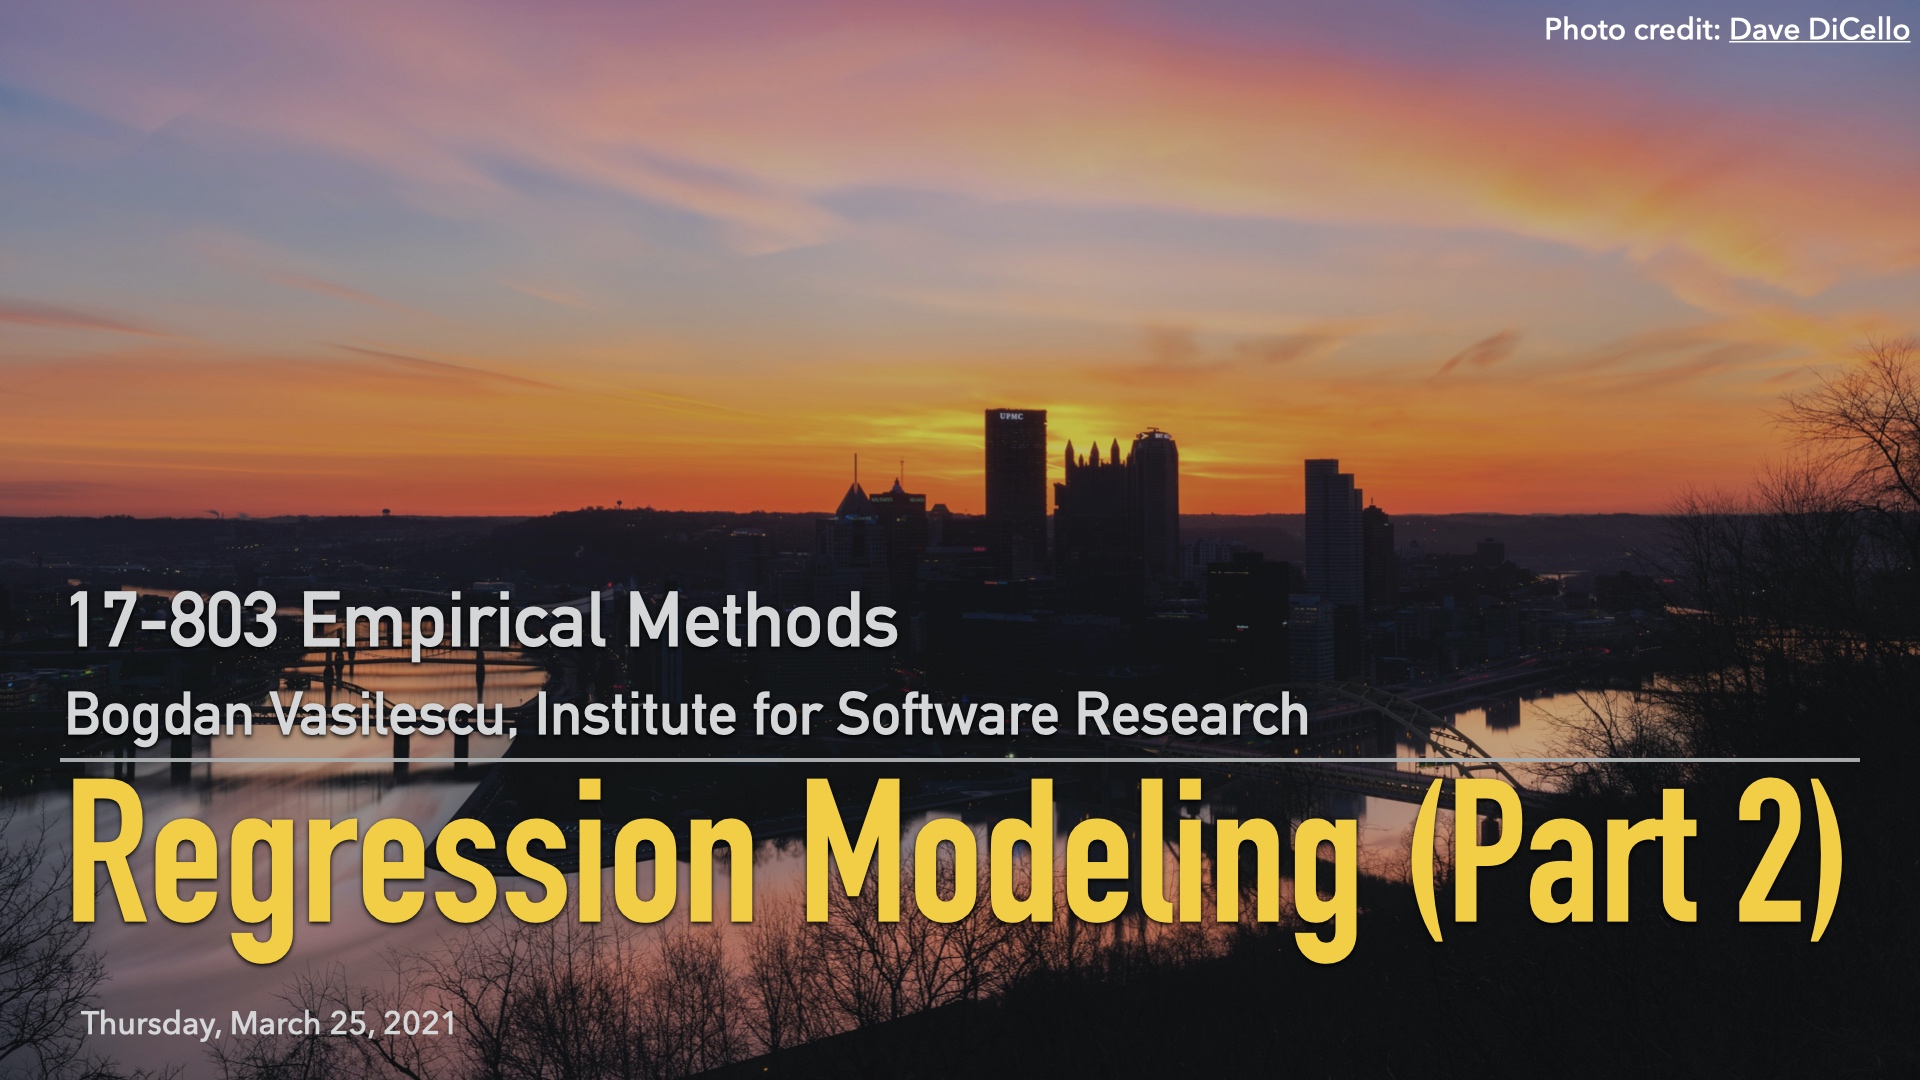 Photo credit: Dave DiCello
UPMC
17-803 Empirical Methods
Bogdan Vasilescu, Institute for Software Research
Regression Modeling (Part 2)
Thursday, March 25, 2021